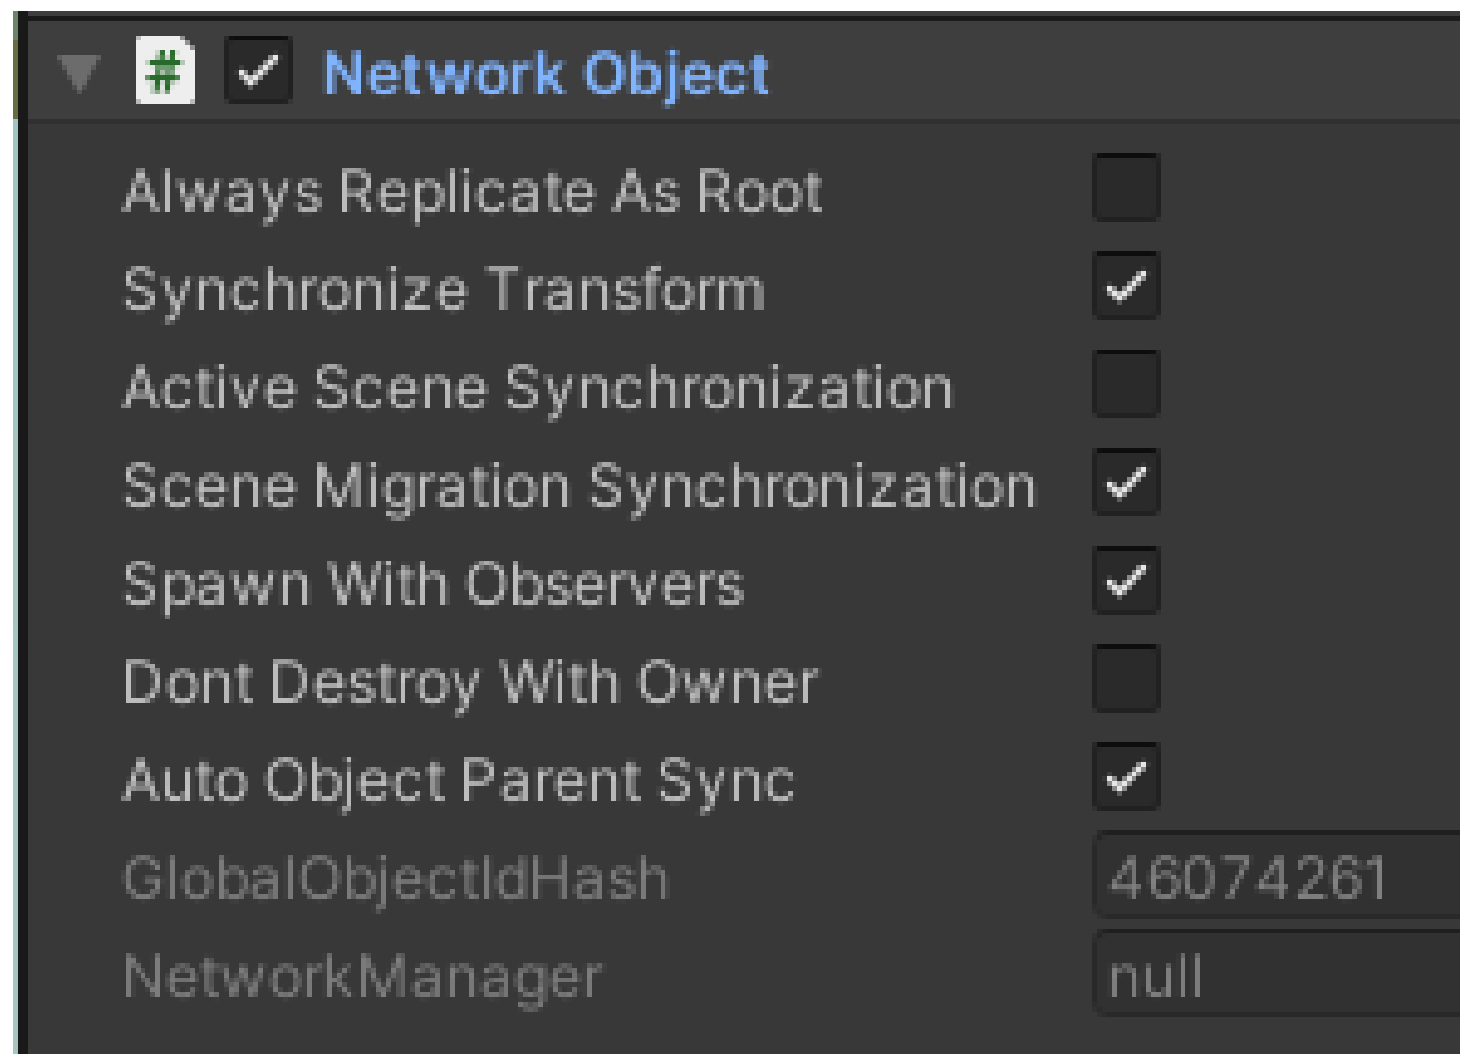 # Network Object
Always Replicate As Root
Synchronize Transform
Active Scene Synchronization
Scene Migration Synchronization
Spawn With Observers
Dont Destroy With Owner
Auto Object Parent Sync
GlobalObjectIdHash 46074261
NetworkManager null